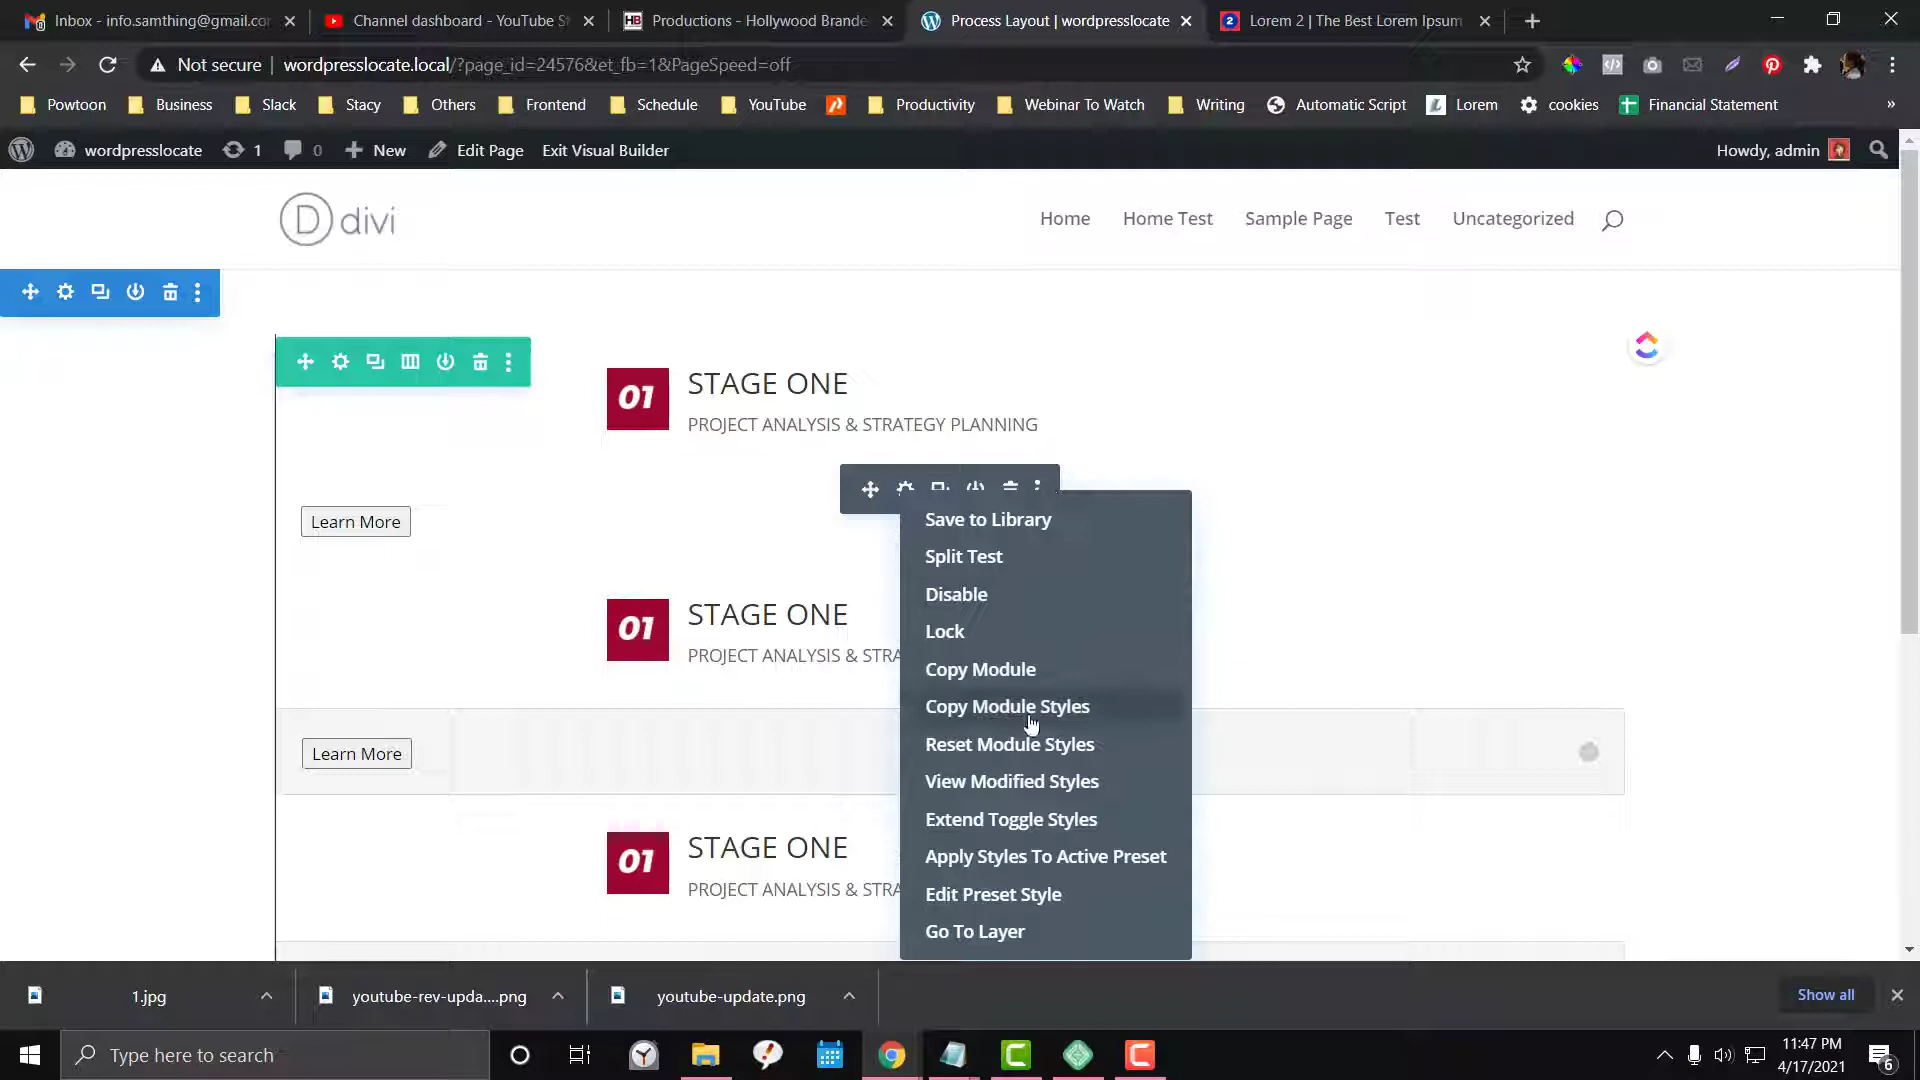 Inbox - info.samthing@gmail.co
Channel dashboard - YouTube S
Productions - Hollywood Brande
Process Layout | wordpresslocate
Lorem 2 | The Best Lorem Ipsum
Not secure | wordpresslocate.local/?page_id=24576&et_fb=1&PageSpeed=off
Powtoon Business Slack Stacy Others Frontend Schedule YouTube Productivity Webinar To Watch Writing Automatic Script Lorem cookies Financial Statement »
wordpresslocate 1 0 New Edit Page Exit Visual Builder Howdy, admin
D divi
Home Home Test Sample Page Test Uncategorized
01 STAGE ONE
PROJECT ANALYSIS & STRATEGY PLANNING
Learn More
01 STAGE ONE
PROJECT ANALYSIS & STRA
Learn More
01 STAGE ONE
PROJECT ANALYSIS & STRA
Save to Library
Split Test
Disable
Lock
Copy Module
Copy Module Styles
Reset Module Styles
View Modified Styles
Extend Toggle Styles
Apply Styles To Active Preset
Edit Preset Style
Go To Layer
1.jpg
youtube-rev-upda....png
youtube-update.png
Show all
Type here to search
11:47 PM
4/17/2021
6